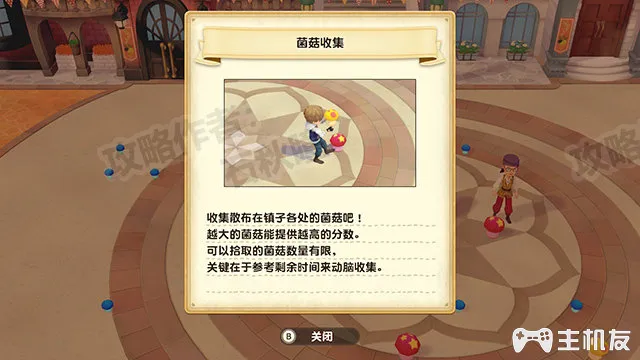 菌菇收集
收集散布在镇子各处的菌菇吧！
越大的菌菇能提供越高的分数。
可以拾取的菌菇数量有限，
关键在于参考剩余时间来动脑收集。
B 关闭
攻略作者：
主机友